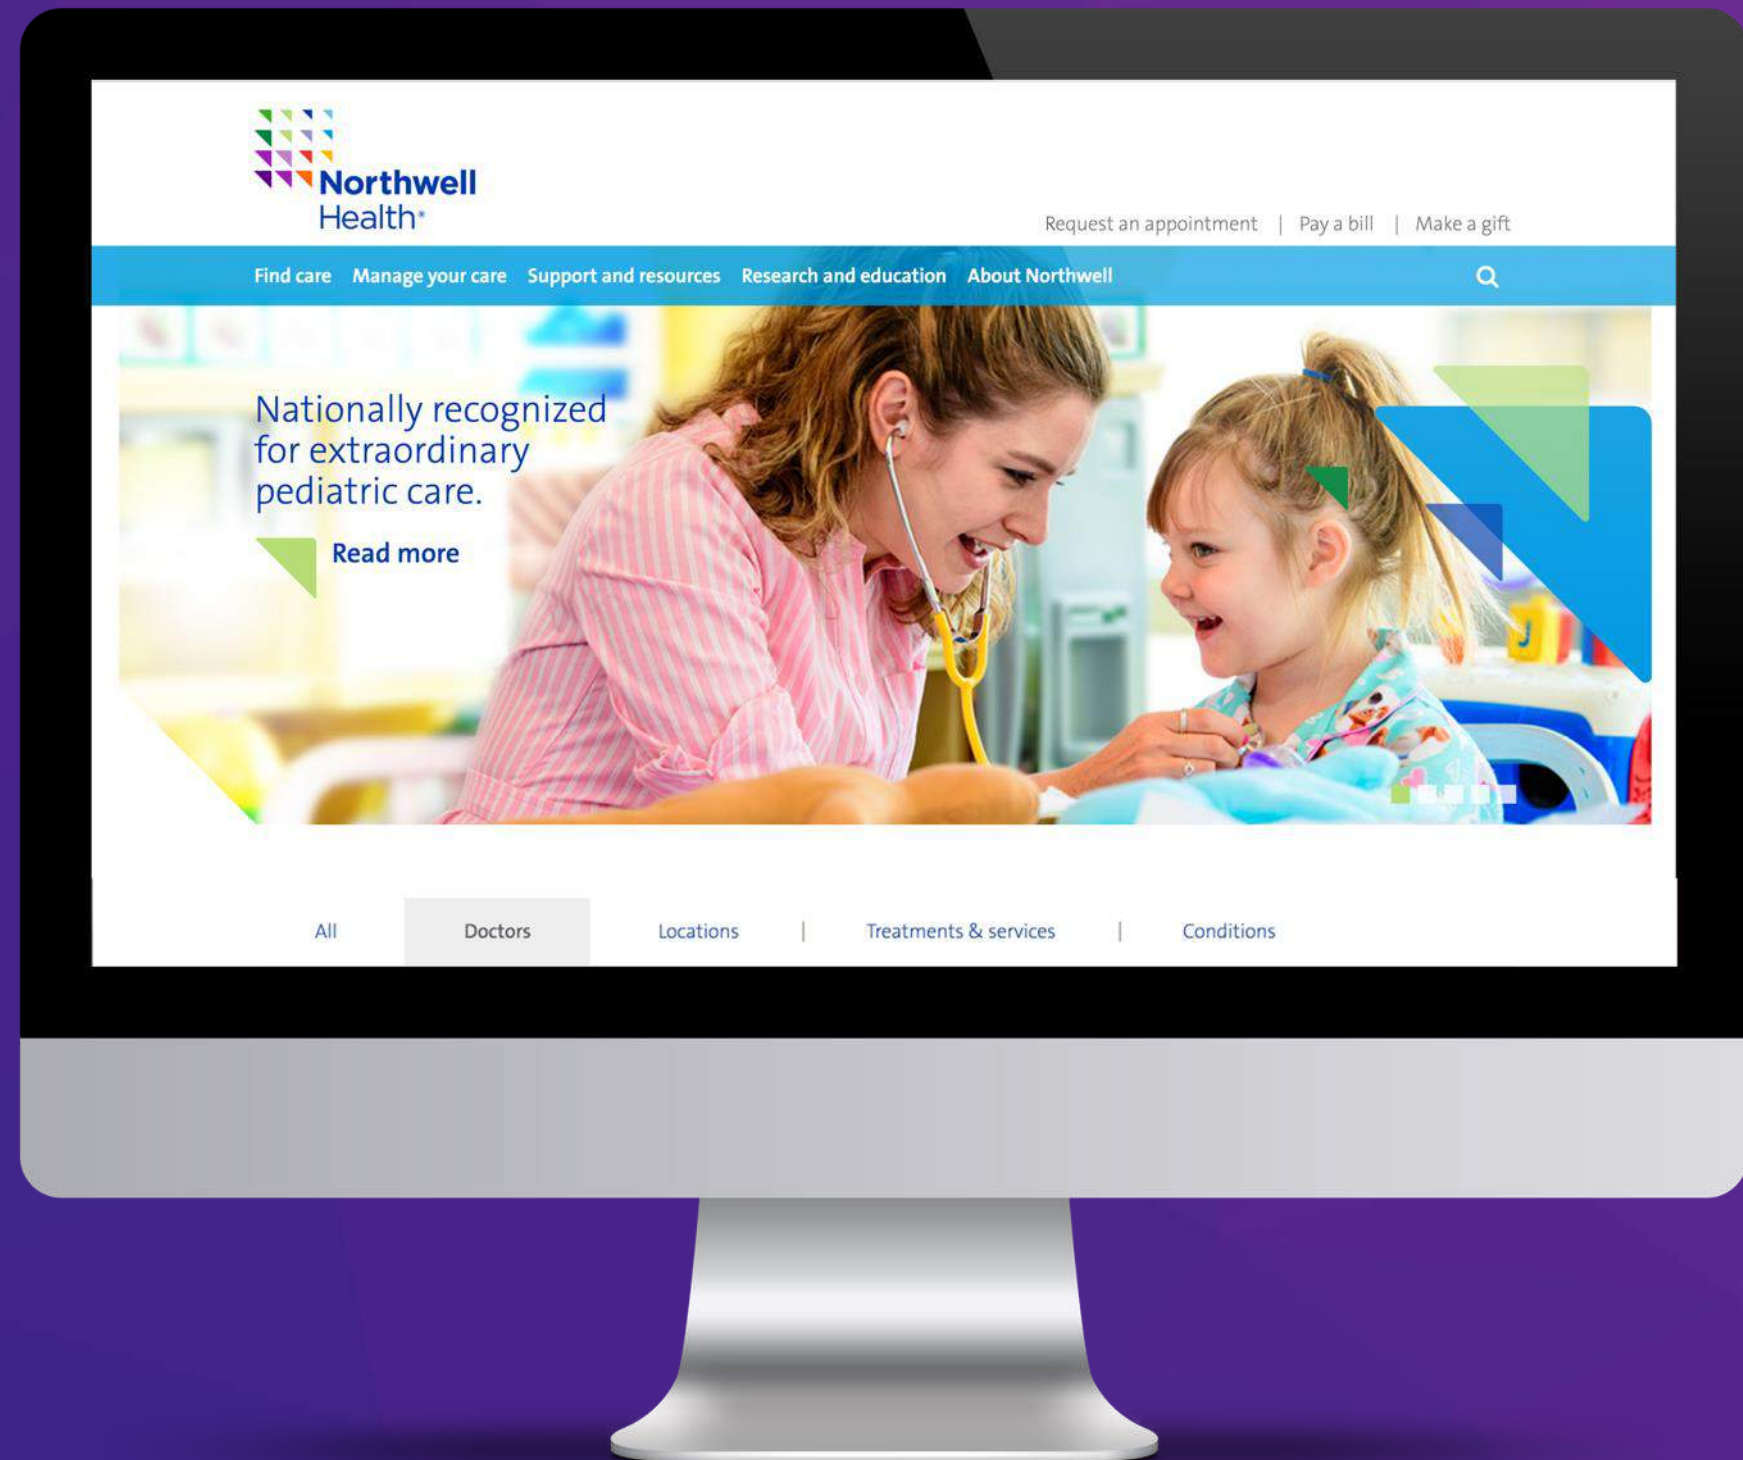 Northwell
Health®
Request an appointment | Pay a bill | Make a gift
Find care Manage your care Support and resources Research and education About Northwell
Nationally recognized
for extraordinary
pediatric care.
Read more
J
All Doctors Locations | Treatments & services | Conditions